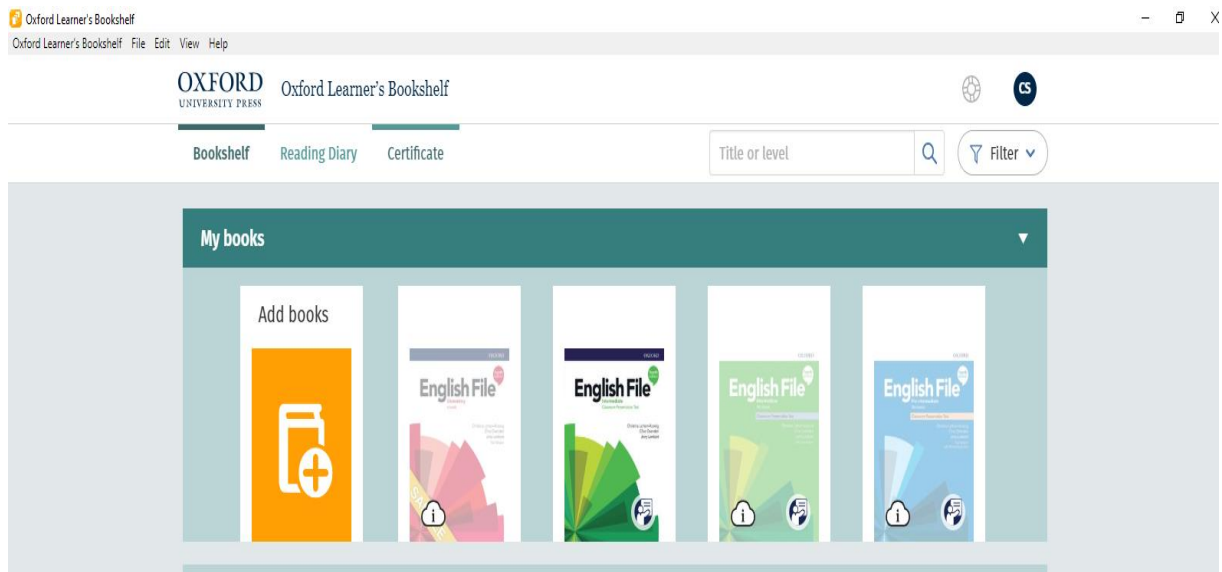 Oxford Learner's Bookshelf
Oxford Learner's Bookshelf File Edit View Help
OXFORD
UNIVERSITY PRESS
Oxford Learner's Bookshelf
CS
Bookshelf Reading Diary Certificate
Title or level
Filter
My books
Add books
English File
English File
English File
English File